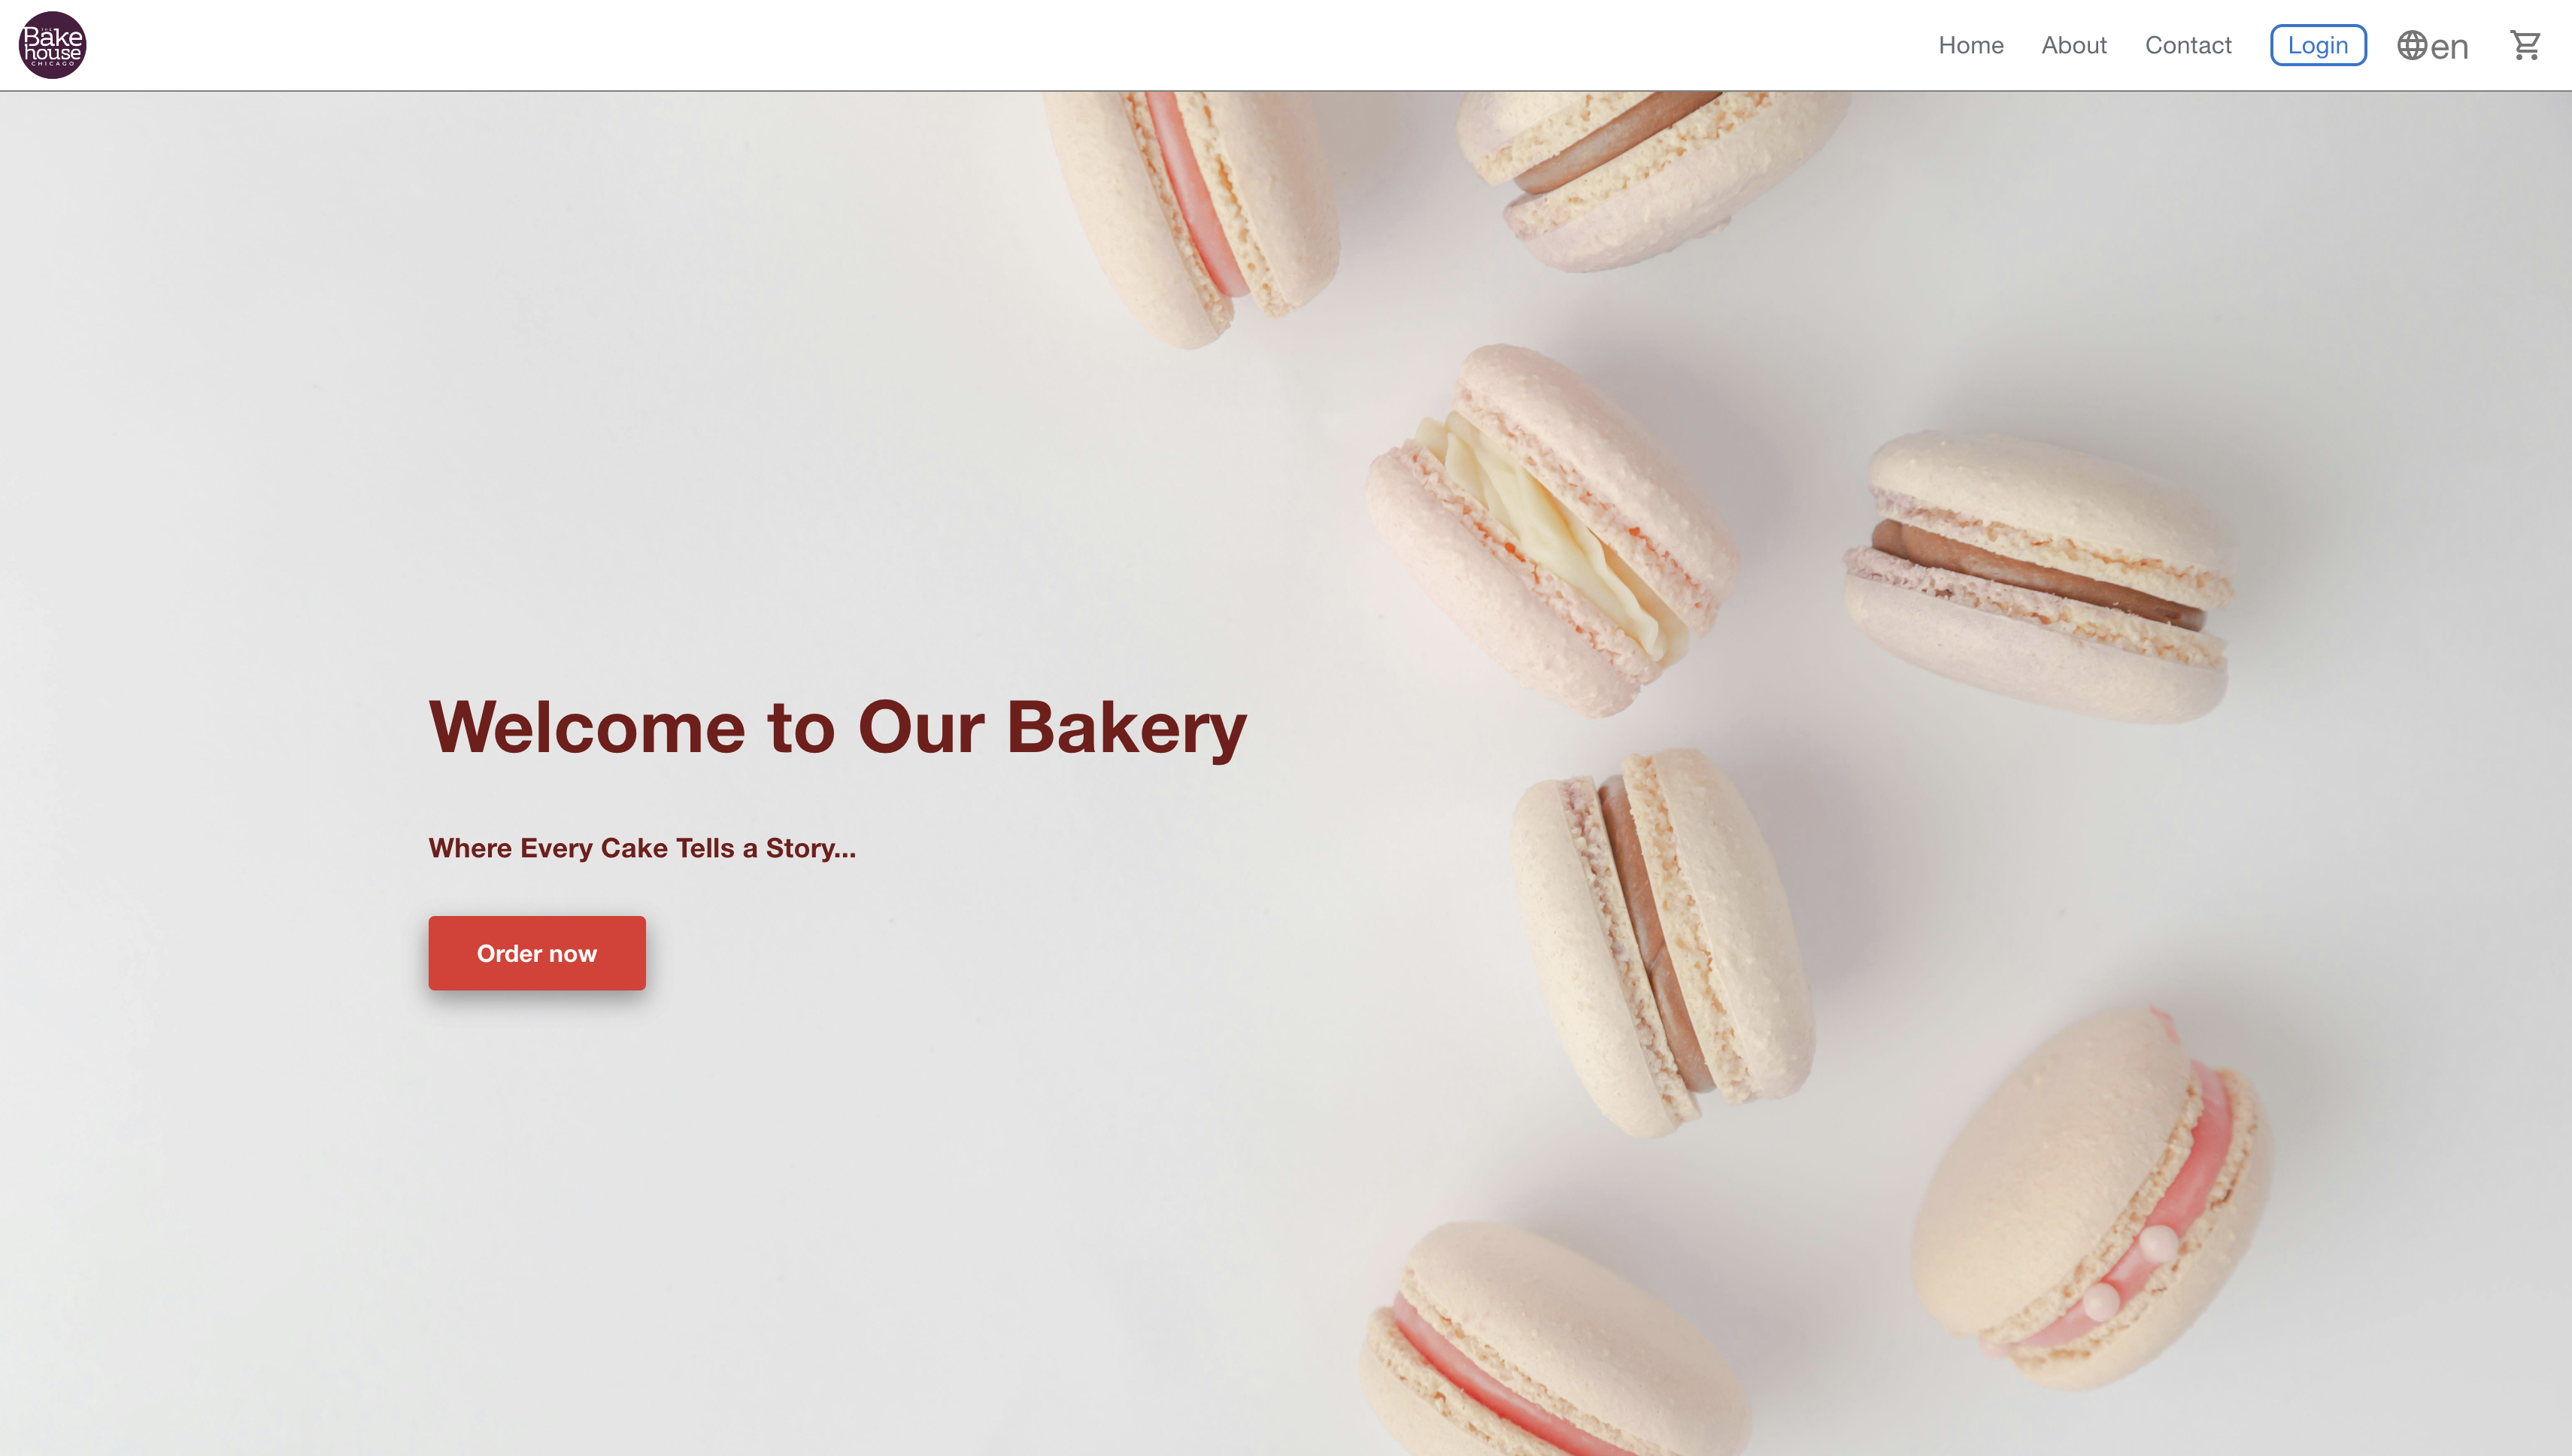 Bake
house
CHICAGO
Home About Contact Login en
Welcome to Our Bakery
Where Every Cake Tells a Story...
Order now